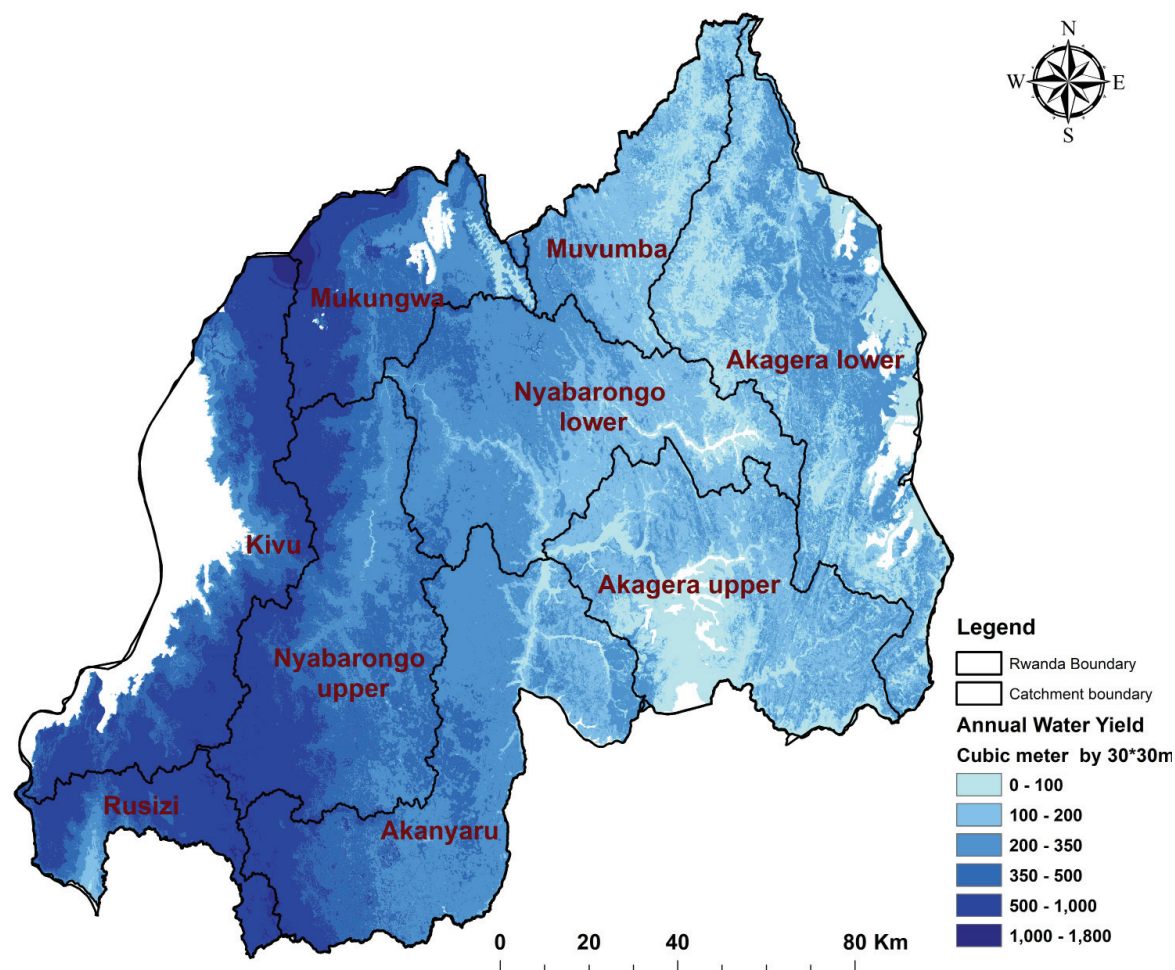 N
W
E
S
Muvumba
Mukungwa
Akagera lower
Nyabarongo
lower
Kivu
Akagera upper
Nyabarongo
upper
Rusizi
Akanyaru
Legend
Rwanda Boundary
Catchment boundary
Annual Water Yield
Cubic meter by 30*30m
0 - 100
100 - 200
200 - 350
350 - 500
500 - 1,000
1,000 - 1,800
0 20 40 80 Km